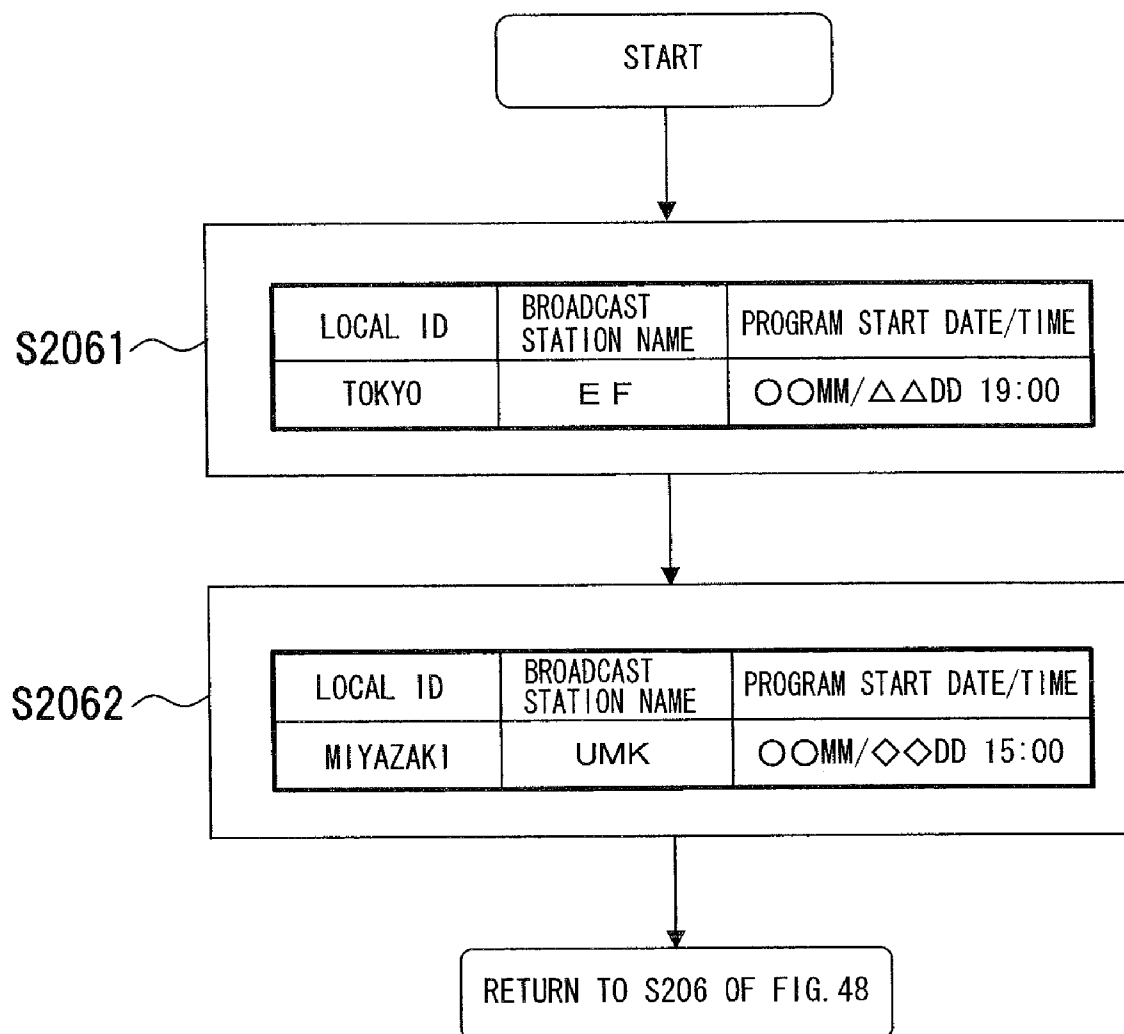 START
S2061
LOCAL ID
BROADCAST
STATION NAME
PROGRAM START DATE/TIME
TOKYO
EF
○○MM/△△DD 19:00
S2062
LOCAL ID
BROADCAST
STATION NAME
PROGRAM START DATE/TIME
MIYAZAKI
UMK
○○MM/◇◇DD 15:00
RETURN TO S206 OF FIG. 48